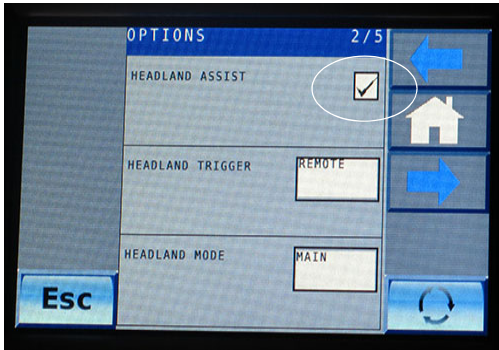 OPTIONS 2/5
HEADLAND ASSIST
HEADLAND TRIGGER REMOTE
HEADLAND MODE MAIN
Esc